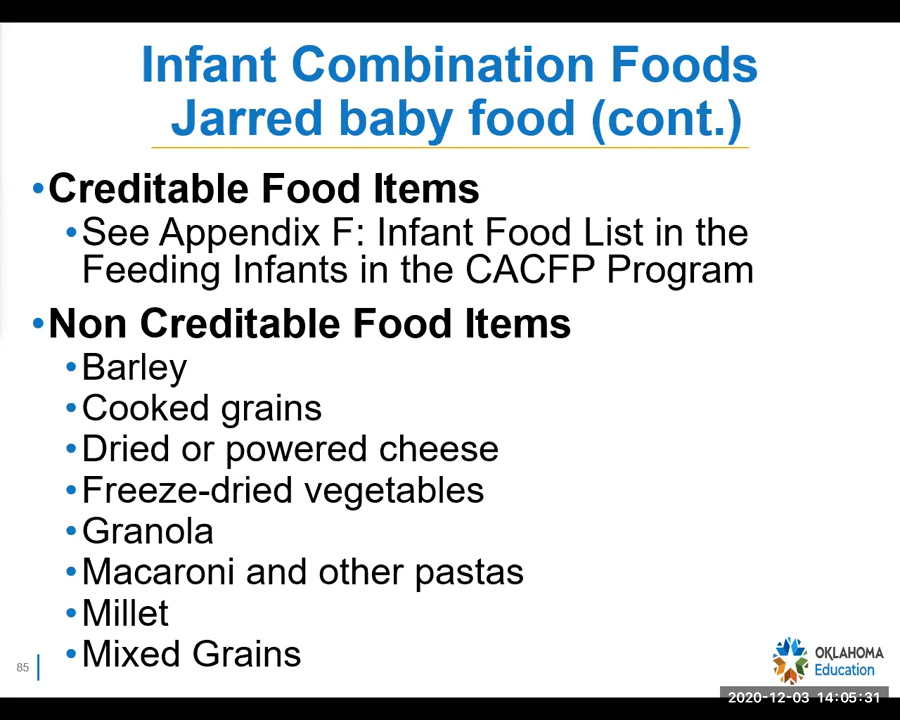 Infant Combination Foods
Jarred baby food (cont.)
•Creditable Food Items
•See Appendix F: Infant Food List in the
Feeding Infants in the CACFP Program
•Non Creditable Food Items
•Barley
•Cooked grains
•Dried or powered cheese
•Freeze-dried vegetables
•Granola
•Macaroni and other pastas
•Millet
•Mixed Grains
85
OKLAHOMA
Education
2020-12-03 14:05:31